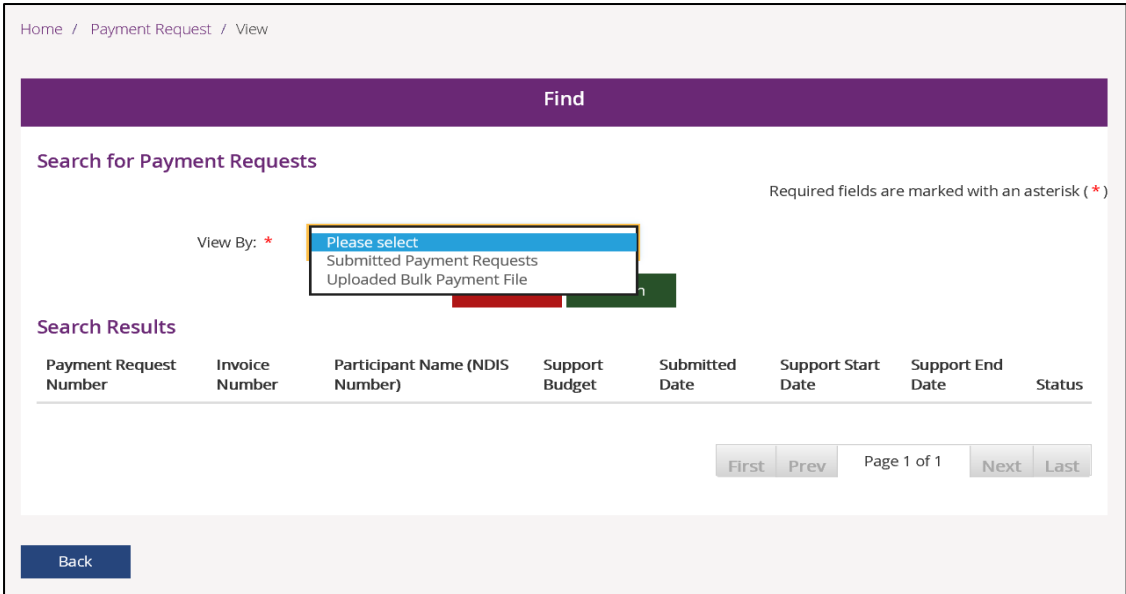 Home / Payment Request / View
Find
Search for Payment Requests
Required fields are marked with an asterisk ( * )
View By: *
Please select
Submitted Payment Requests
Uploaded Bulk Payment File
Search Results
Payment Request Number Invoice Number Participant Name (NDIS Number) Support Budget Submitted Date Support Start Date Support End Date Status
First Prev Page 1 of 1 Next Last
Back